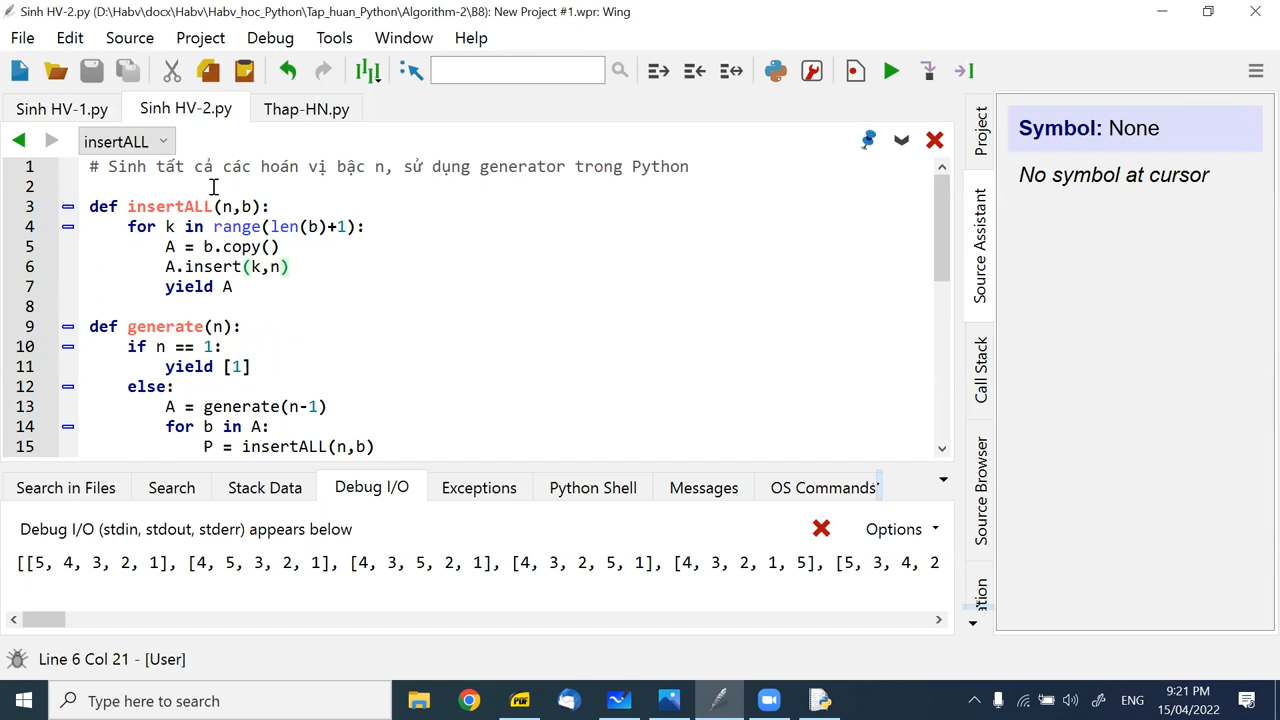 Sinh HV-2.py (D:\Habv\docx\Habv\Habv_hoc_Python\Tap_huan_Python\Algorithm-2\B8): New Project #1.wpr: Wing
File Edit Source Project Debug Tools Window Help
Sinh HV-1.py Sinh HV-2.py Thap-HN.py
insertALL
1 # Sinh tất cả các hoán vị bậc n, sử dụng generator trong Python
2
3 def insertALL(n,b):
4 for k in range(len(b)+1):
5 A = b.copy()
6 A.insert(k,n)
7 yield A
8
9 def generate(n):
10 if n == 1:
11 yield [1]
12 else:
13 A = generate(n-1)
14 for b in A:
15 P = insertALL(n,b)
Project
Source Assistant
Call Stack
Source Browser
Symbol: None
No symbol at cursor
Search in Files Search Stack Data Debug I/O Exceptions Python Shell Messages OS Commands
Debug I/O (stdin, stdout, stderr) appears below Options
[[5, 4, 3, 2, 1], [4, 5, 3, 2, 1], [4, 3, 5, 2, 1], [4, 3, 2, 5, 1], [4, 3, 2, 1, 5], [5, 3, 4, 2
Line 6 Col 21 - [User]
Type here to search
PDF
ENG
9:21 PM
15/04/2022